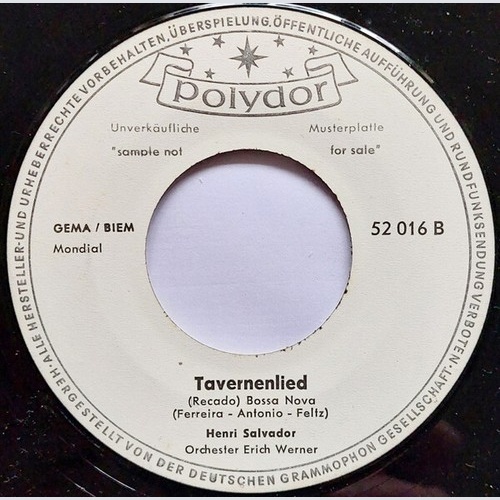 ALLE HERSTELLER-UND URHEBERRECHTE VORBEHALTEN, ÜBERSPIELUNG, ÖFFENTLICHE AUFFÜHRUNG UND RUNDFUNKSENDUNG VERBOTEN.
polydor
Unverkäufliche Musterplatte
"sample not for sale"
GEMA / BIEM 52 016 B
Mondial
Tavernenlied
(Recado) Bossa Nova
(Ferreira - Antonio - Feltz)
Henri Salvador
Orchester Erich Werner
HERGESTELLT VON DER DEUTSCHEN GRAMMOPHON GESELLSCHAFT